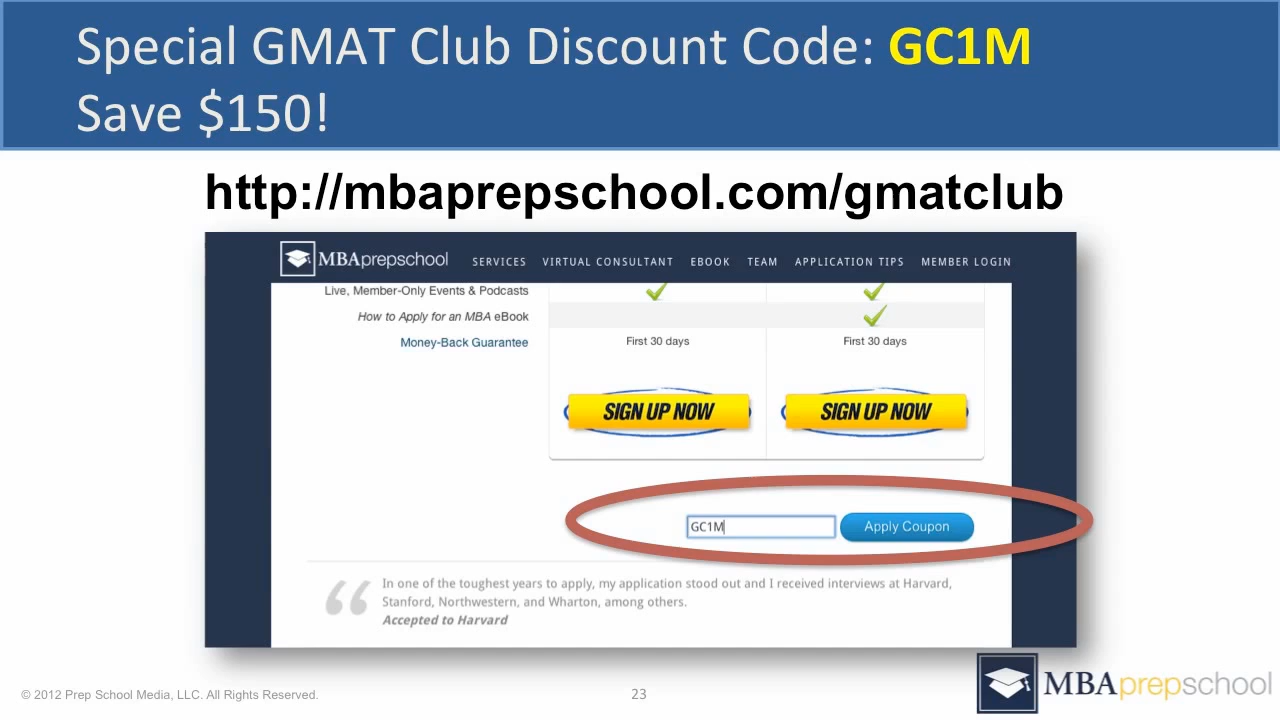 Special GMAT Club Discount Code: GC1M
Save $150!
http://mbaprepschool.com/gmatclub
MBAprepschool SERVICES VIRTUAL CONSULTANT EBOOK TEAM APPLICATION TIPS MEMBER LOGIN
Live, Member-Only Events & Podcasts
How to Apply for an MBA eBook
Money-Back Guarantee First 30 days First 30 days
SIGN UP NOW SIGN UP NOW
GC1M Apply Coupon
“ In one of the toughest years to apply, my application stood out and I received interviews at Harvard,
Stanford, Northwestern, and Wharton, among others.
Accepted to Harvard
© 2012 Prep School Media, LLC. All Rights Reserved. 23 MBAprepschool